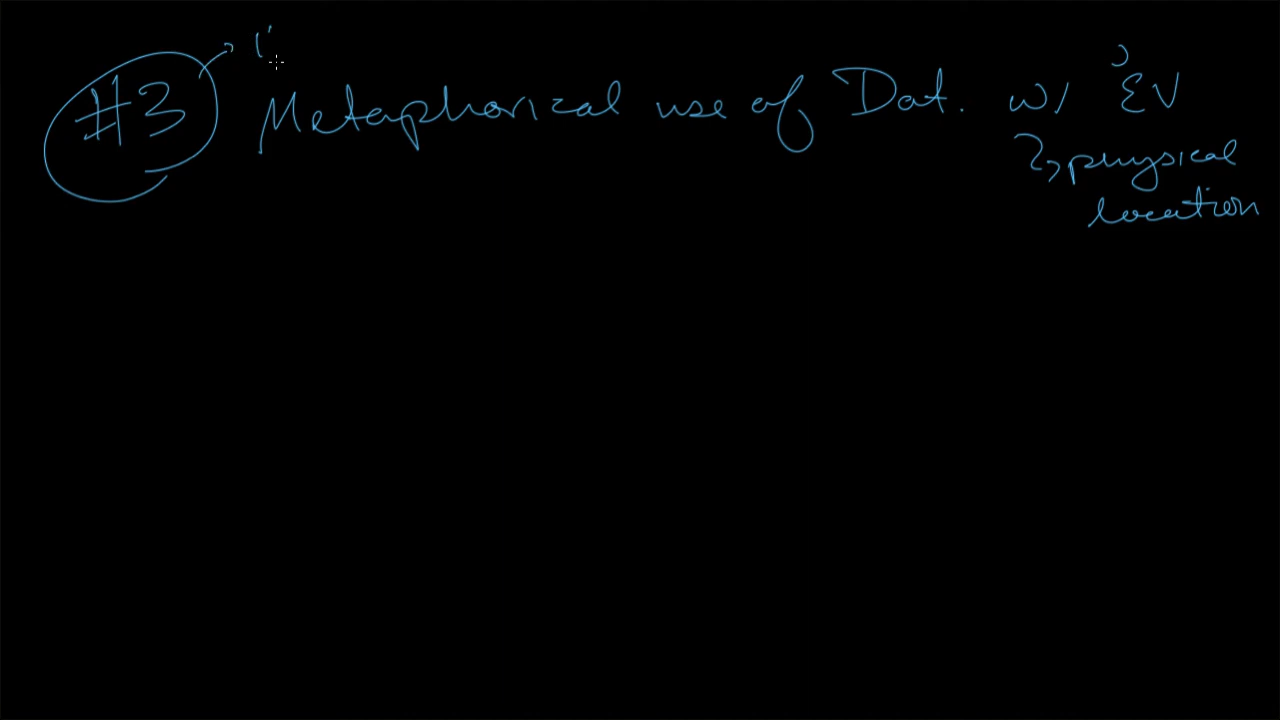 #3 Metaphorical use of Dat. w/ ἐν
physical
location